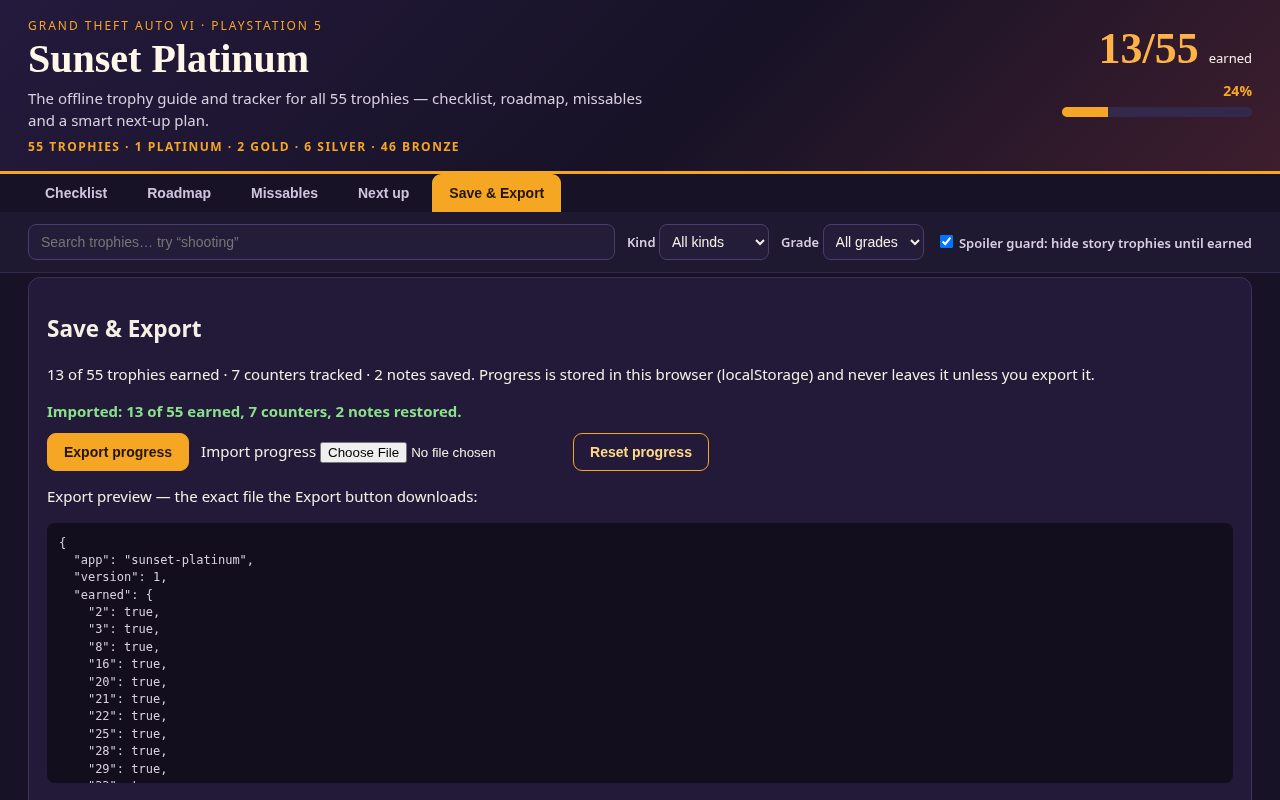 GRAND THEFT AUTO VI · PLAYSTATION 5
Sunset Platinum
The offline trophy guide and tracker for all 55 trophies — checklist, roadmap, missables
and a smart next-up plan.
55 TROPHIES · 1 PLATINUM · 2 GOLD · 6 SILVER · 46 BRONZE
13/55 earned
24%
Checklist Roadmap Missables Next up Save & Export
Search trophies… try “shooting” Kind All kinds Grade All grades Spoiler guard: hide story trophies until earned
Save & Export
13 of 55 trophies earned · 7 counters tracked · 2 notes saved. Progress is stored in this browser (localStorage) and never leaves it unless you export it.
Imported: 13 of 55 earned, 7 counters, 2 notes restored.
Export progress Import progress Choose File No file chosen Reset progress
Export preview — the exact file the Export button downloads:
{
"app": "sunset-platinum",
"version": 1,
"earned": {
"2": true,
"3": true,
"8": true,
"16": true,
"20": true,
"21": true,
"22": true,
"25": true,
"28": true,
"29": true,